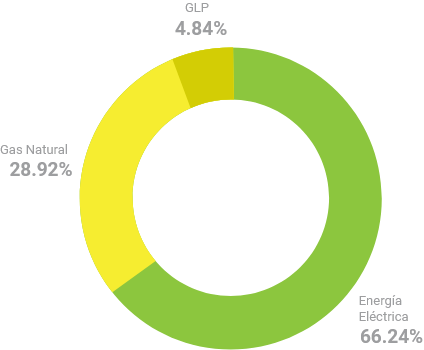 GLP
4.84%
Gas Natural
28.92%
Energía
Eléctrica
66.24%